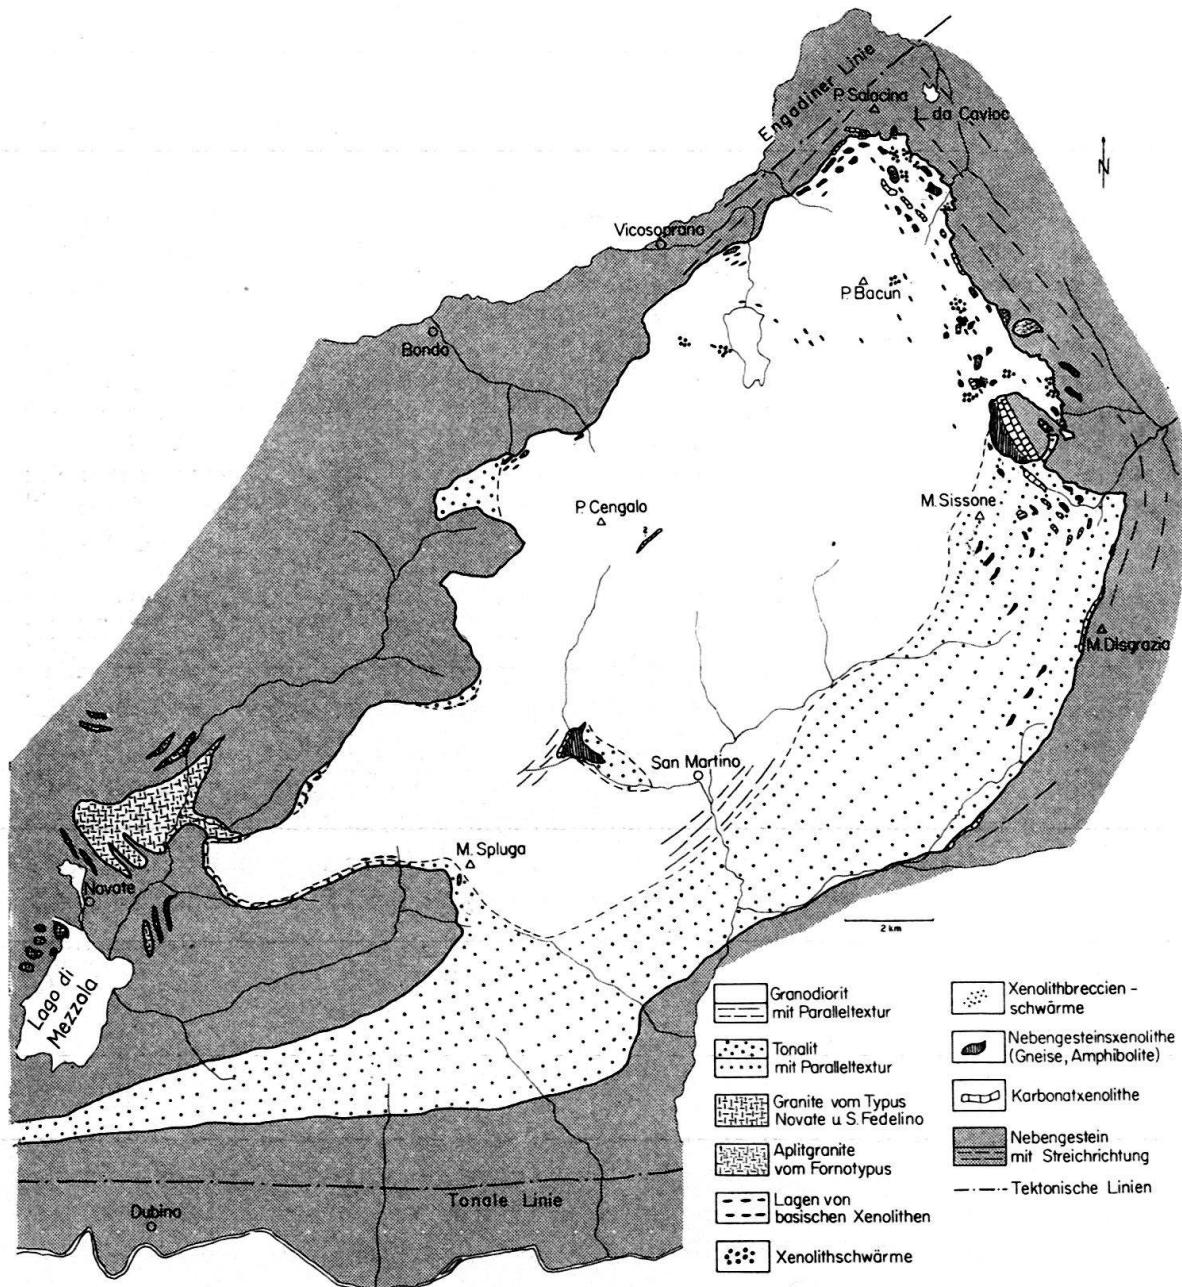 Engadiner Linie
P. Salacina
L. da Cavloc
N
Vicosoprano
P. Bacun
Bondo
P. Cengalo
2
M. Sissone
M. Disgrazia
San Martino
M. Spluga
Novate
2 km
Lago di
Mezzola
Tonale Linie
Dubino
Granodiorit
mit Paralleltextur
Tonalit
mit Paralleltextur
Granite vom Typus
Novate u S. Fedelino
Aplitgranite
vom Fornotypus
Lagen von
basischen Xenolithen
Xenolithschwärme
Xenolithbreccien-
schwärme
Nebengesteinsxenolithe
(Gneise, Amphibolite)
Karbonatxenolithe
Nebengestein
mit Streichrichtung
Tektonische Linien